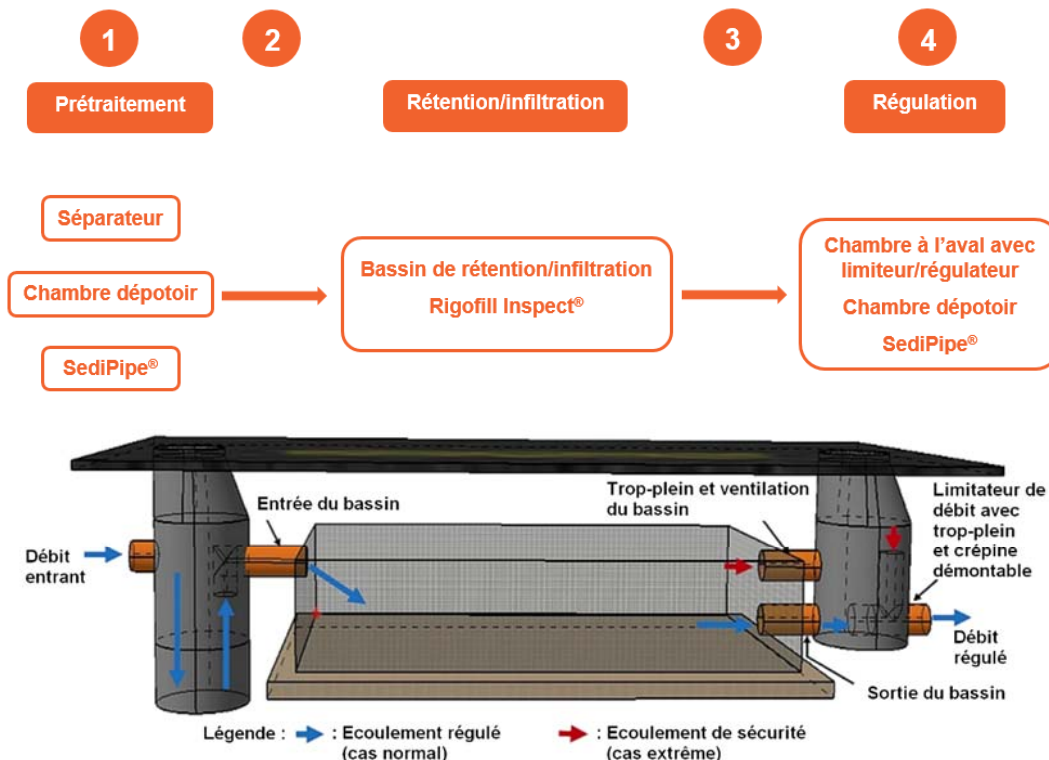 1
2
3
4
Prétraitement
Rétention/infiltration
Régulation
Séparateur
Chambre dépotoir
SediPipe®
Bassin de rétention/infiltration
Rigofill Inspect®
Chambre à l'aval avec
limiteur/régulateur
Chambre dépotoir
SediPipe®
Débit
entrant
Entrée du bassin
Trop-plein et ventilation
du bassin
Limitateur de
débit avec
trop-plein
et crépine
démontable
Débit
régulé
Sortie du bassin
Légende : : Ecoulement régulé
(cas normal)
: Ecoulement de sécurité
(cas extrême)